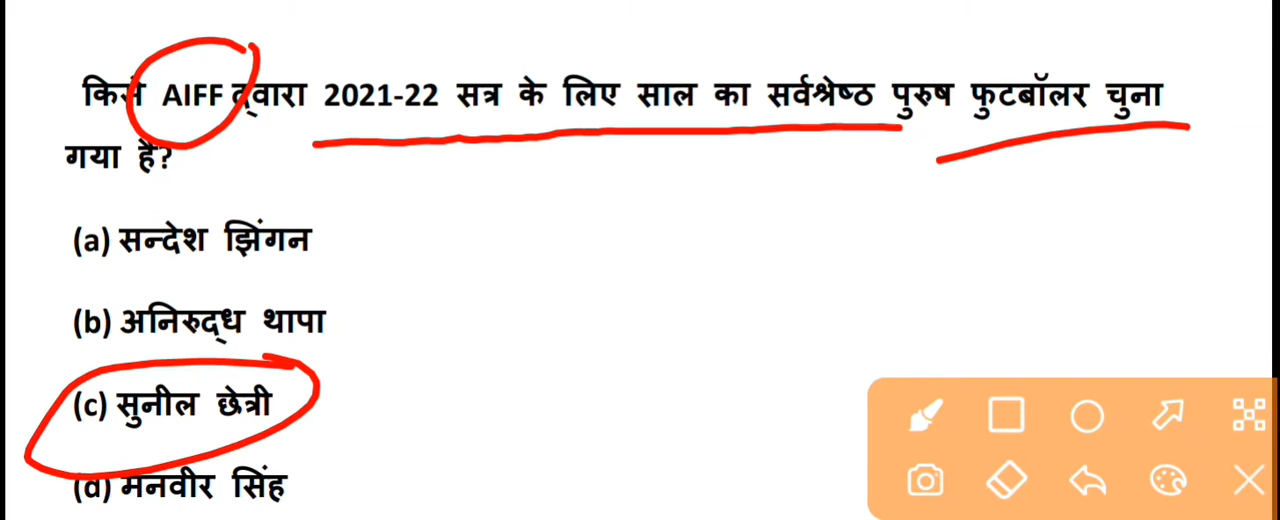 किसे AIFF द्वारा 2021-22 सत्र के लिए साल का सर्वश्रेष्ठ पुरुष फुटबॉलर चुना
गया है?
(a) सन्देश झिंगन
(b) अनिरुद्ध थापा
(c) सुनील छेत्री
(d) मनवीर सिंह